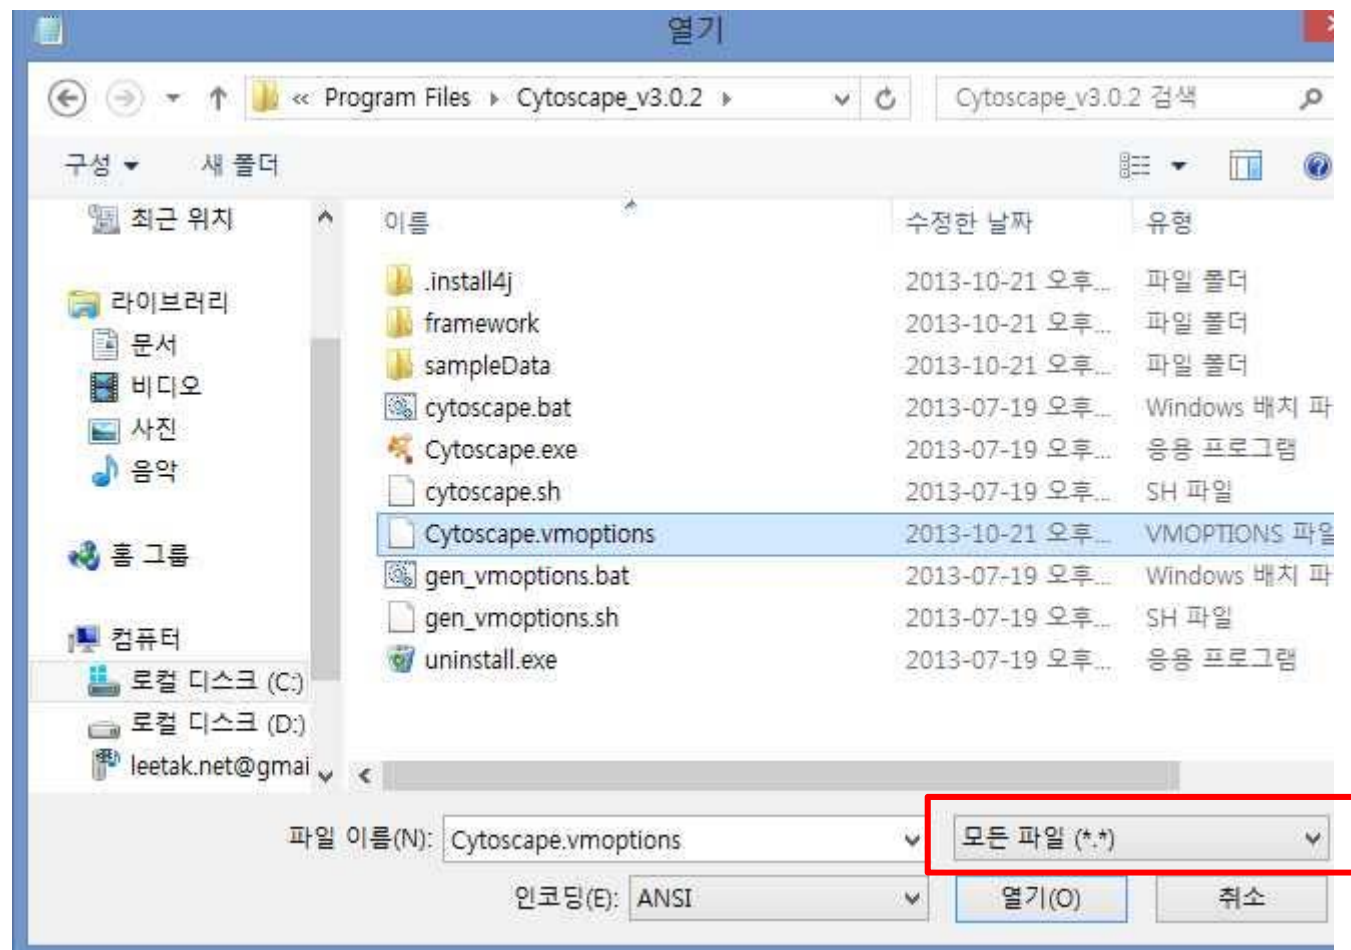 열기
« Program Files ▸ Cytoscape_v3.0.2 ▸ Cytoscape_v3.0.2 검색
구성 새 폴더
최근 위치
라이브러리
문서
비디오
사진
음악
홈 그룹
컴퓨터
로컬 디스크 (C:)
로컬 디스크 (D:)
leetak.net@gmai
이름 수정한 날짜 유형
.install4j 2013-10-21 오후... 파일 폴더
framework 2013-10-21 오후... 파일 폴더
sampleData 2013-10-21 오후... 파일 폴더
cytoscape.bat 2013-07-19 오후... Windows 배치 파
Cytoscape.exe 2013-07-19 오후... 응용 프로그램
cytoscape.sh 2013-07-19 오후... SH 파일
Cytoscape.vmoptions 2013-10-21 오후... VMOPTIONS 파일
gen_vmoptions.bat 2013-07-19 오후... Windows 배치 파
gen_vmoptions.sh 2013-07-19 오후... SH 파일
uninstall.exe 2013-07-19 오후... 응용 프로그램
파일 이름(N): Cytoscape.vmoptions 모든 파일 (*.*)
인코딩(E): ANSI 열기(O) 취소